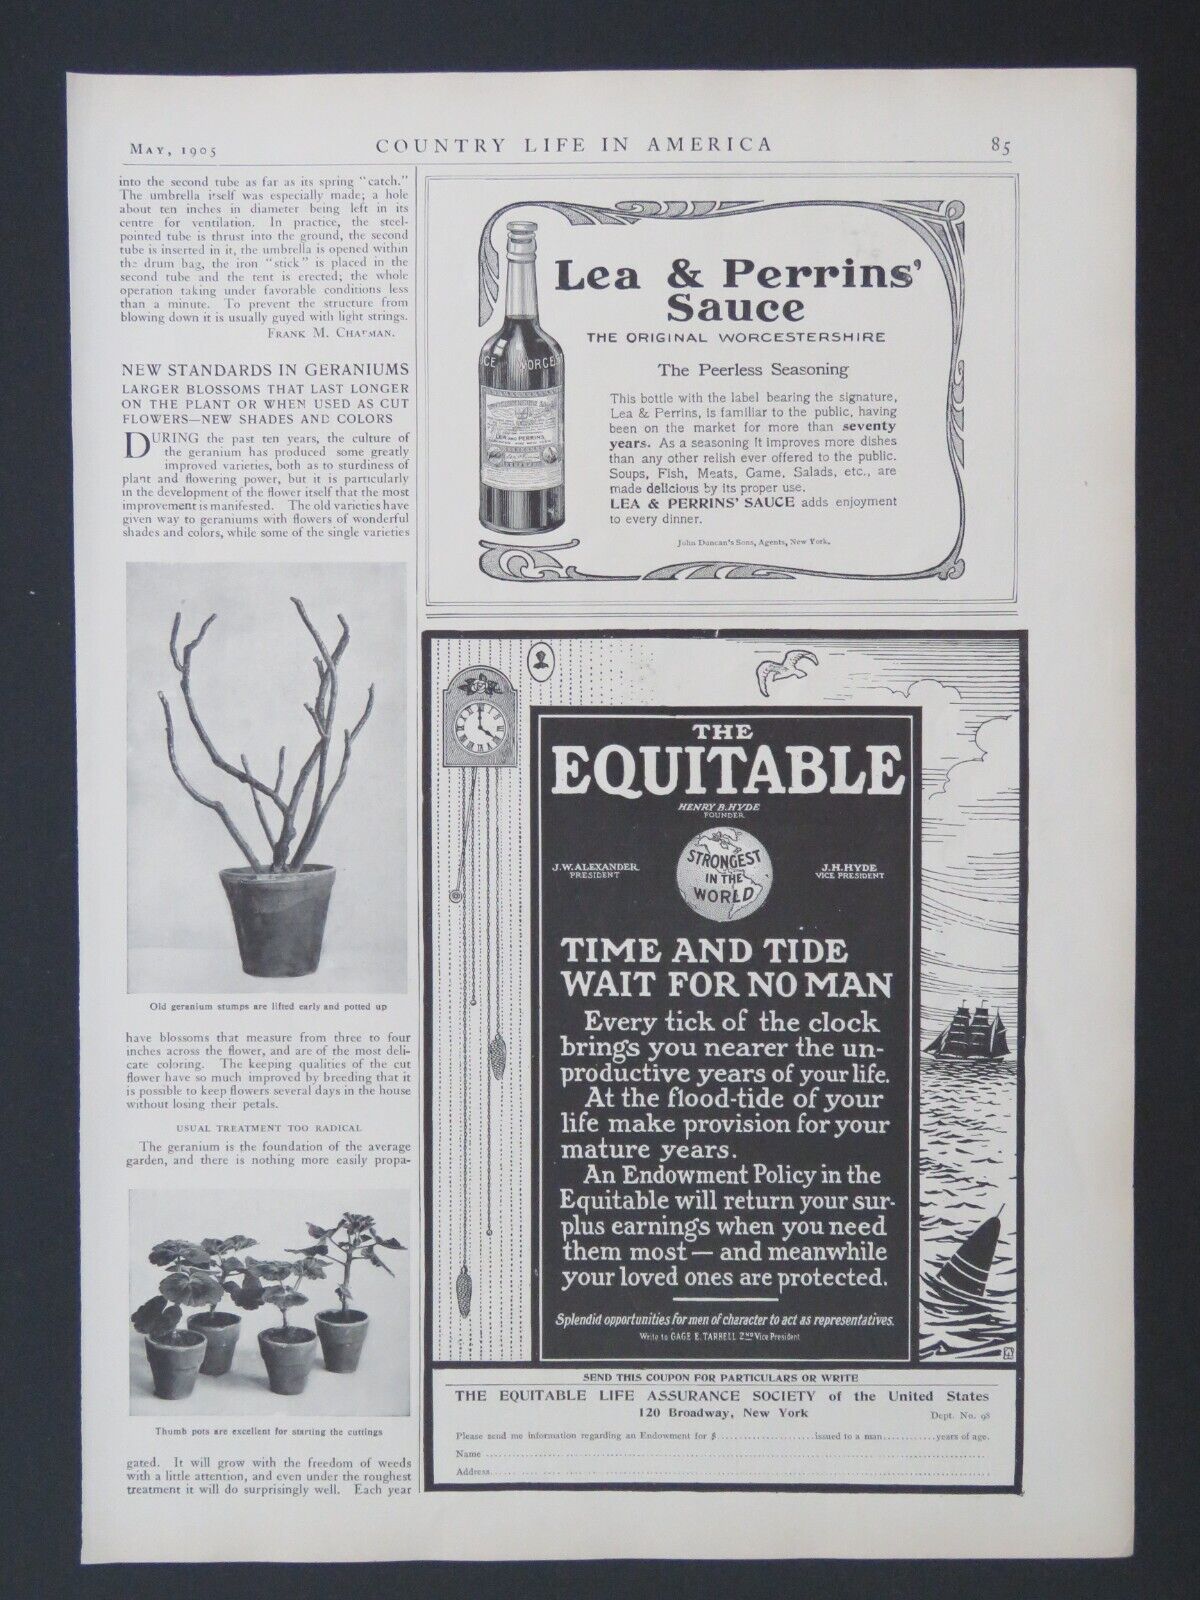 MAY, 1905
COUNTRY LIFE IN AMERICA
85
into the second tube as far as its spring "catch."
The umbrella itself was especially made; a hole
about ten inches in diameter being left in its
centre for ventilation. In practice, the steel-
pointed tube is thrust into the ground, the second
tube is inserted in it, the umbrella is opened within
the drum bag, the iron "stick" is placed in the
second tube and the tent is erected; the whole
operation taking under favorable conditions less
than a minute. To prevent the structure from
blowing down it is usually guyed with light strings.
FRANK M. CHAPMAN.
NEW STANDARDS IN GERANIUMS
LARGER BLOSSOMS THAT LAST LONGER
ON THE PLANT OR WHEN USED AS CUT
FLOWERS—NEW SHADES AND COLORS
DURING the past ten years, the culture of
the geranium has produced some greatly
improved varieties, both as to sturdiness of
plant and flowering power, but it is particularly
in the development of the flower itself that the most
improvement is manifested. The old varieties have
given way to geraniums with flowers of wonderful
shades and colors, while some of the single varieties
Old geranium stumps are lifted early and potted up
have blossoms that measure from three to four
inches across the flower, and are of the most deli-
cate coloring. The keeping qualities of the cut
flower have so much improved by breeding that it
is possible to keep flowers several days in the house
without losing their petals.
USUAL TREATMENT TOO RADICAL
The geranium is the foundation of the average
garden, and there is nothing more easily propa-
Thumb pots are excellent for starting the cuttings
gated. It will grow with the freedom of weeds
with a little attention, and even under the roughest
treatment it will do surprisingly well. Each year
CE WORCES
LEA AND PERRINS
Lea & Perrins'
Sauce
THE ORIGINAL WORCESTERSHIRE
The Peerless Seasoning
This bottle with the label bearing the signature,
Lea & Perrins, is familiar to the public, having
been on the market for more than seventy
years. As a seasoning it improves more dishes
than any other relish ever offered to the public.
Soups, Fish, Meats, Game, Salads, etc., are
made delicious by its proper use.
LEA & PERRINS' SAUCE adds enjoyment
to every dinner.
John Duncan's Sons, Agents, New York.
THE
EQUITABLE
HENRY B. HYDE
FOUNDER
J.W. ALEXANDER
PRESIDENT
STRONGEST
IN THE
WORLD
J.H. HYDE
VICE PRESIDENT
TIME AND TIDE
WAIT FOR NO MAN
Every tick of the clock
brings you nearer the un-
productive years of your life.
At the flood-tide of your
life make provision for your
mature years.
An Endowment Policy in the
Equitable will return your sur-
plus earnings when you need
them most — and meanwhile
your loved ones are protected.
Splendid opportunities for men of character to act as representatives.
Write to GAGE E. TARBELL 2ND Vice President
SEND THIS COUPON FOR PARTICULARS OR WRITE
THE EQUITABLE LIFE ASSURANCE SOCIETY of the United States
120 Broadway, New York Dept. No. 98
Please send me information regarding an Endowment for $ .................... issued to a man........... years of age.
Name ....................
Address....................